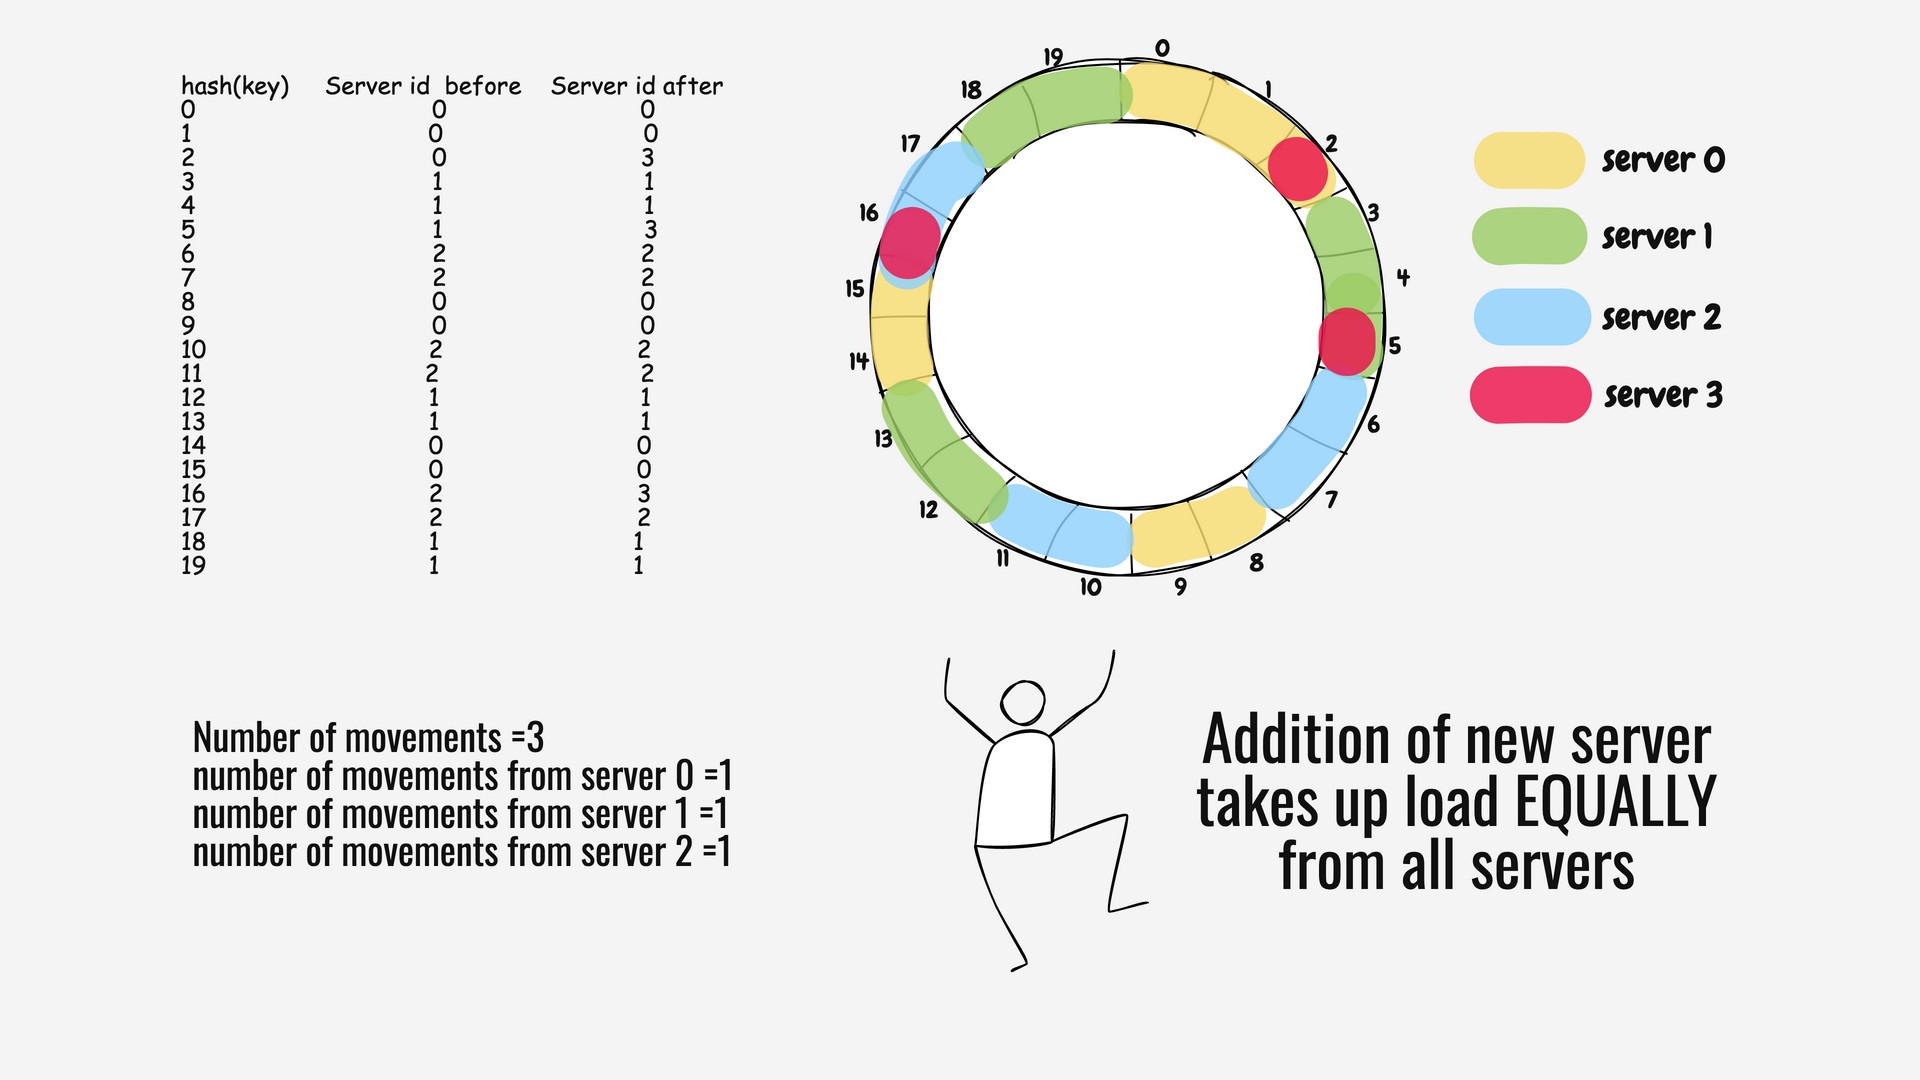 hash(key) Server id before Server id after
0 0 0
1 0 0
2 0 3
3 1 1
4 1 1
5 1 3
6 2 2
7 2 2
8 0 0
9 0 0
10 2 2
11 2 2
12 1 1
13 1 1
14 0 0
15 0 0
16 2 3
17 2 2
18 1 1
19 1 1
0
1
2
3
4
5
6
7
8
9
10
11
12
13
14
15
16
17
18
19
server 0
server 1
server 2
server 3
Number of movements =3
number of movements from server 0 =1
number of movements from server 1 =1
number of movements from server 2 =1
Addition of new server
takes up load EQUALLY
from all servers